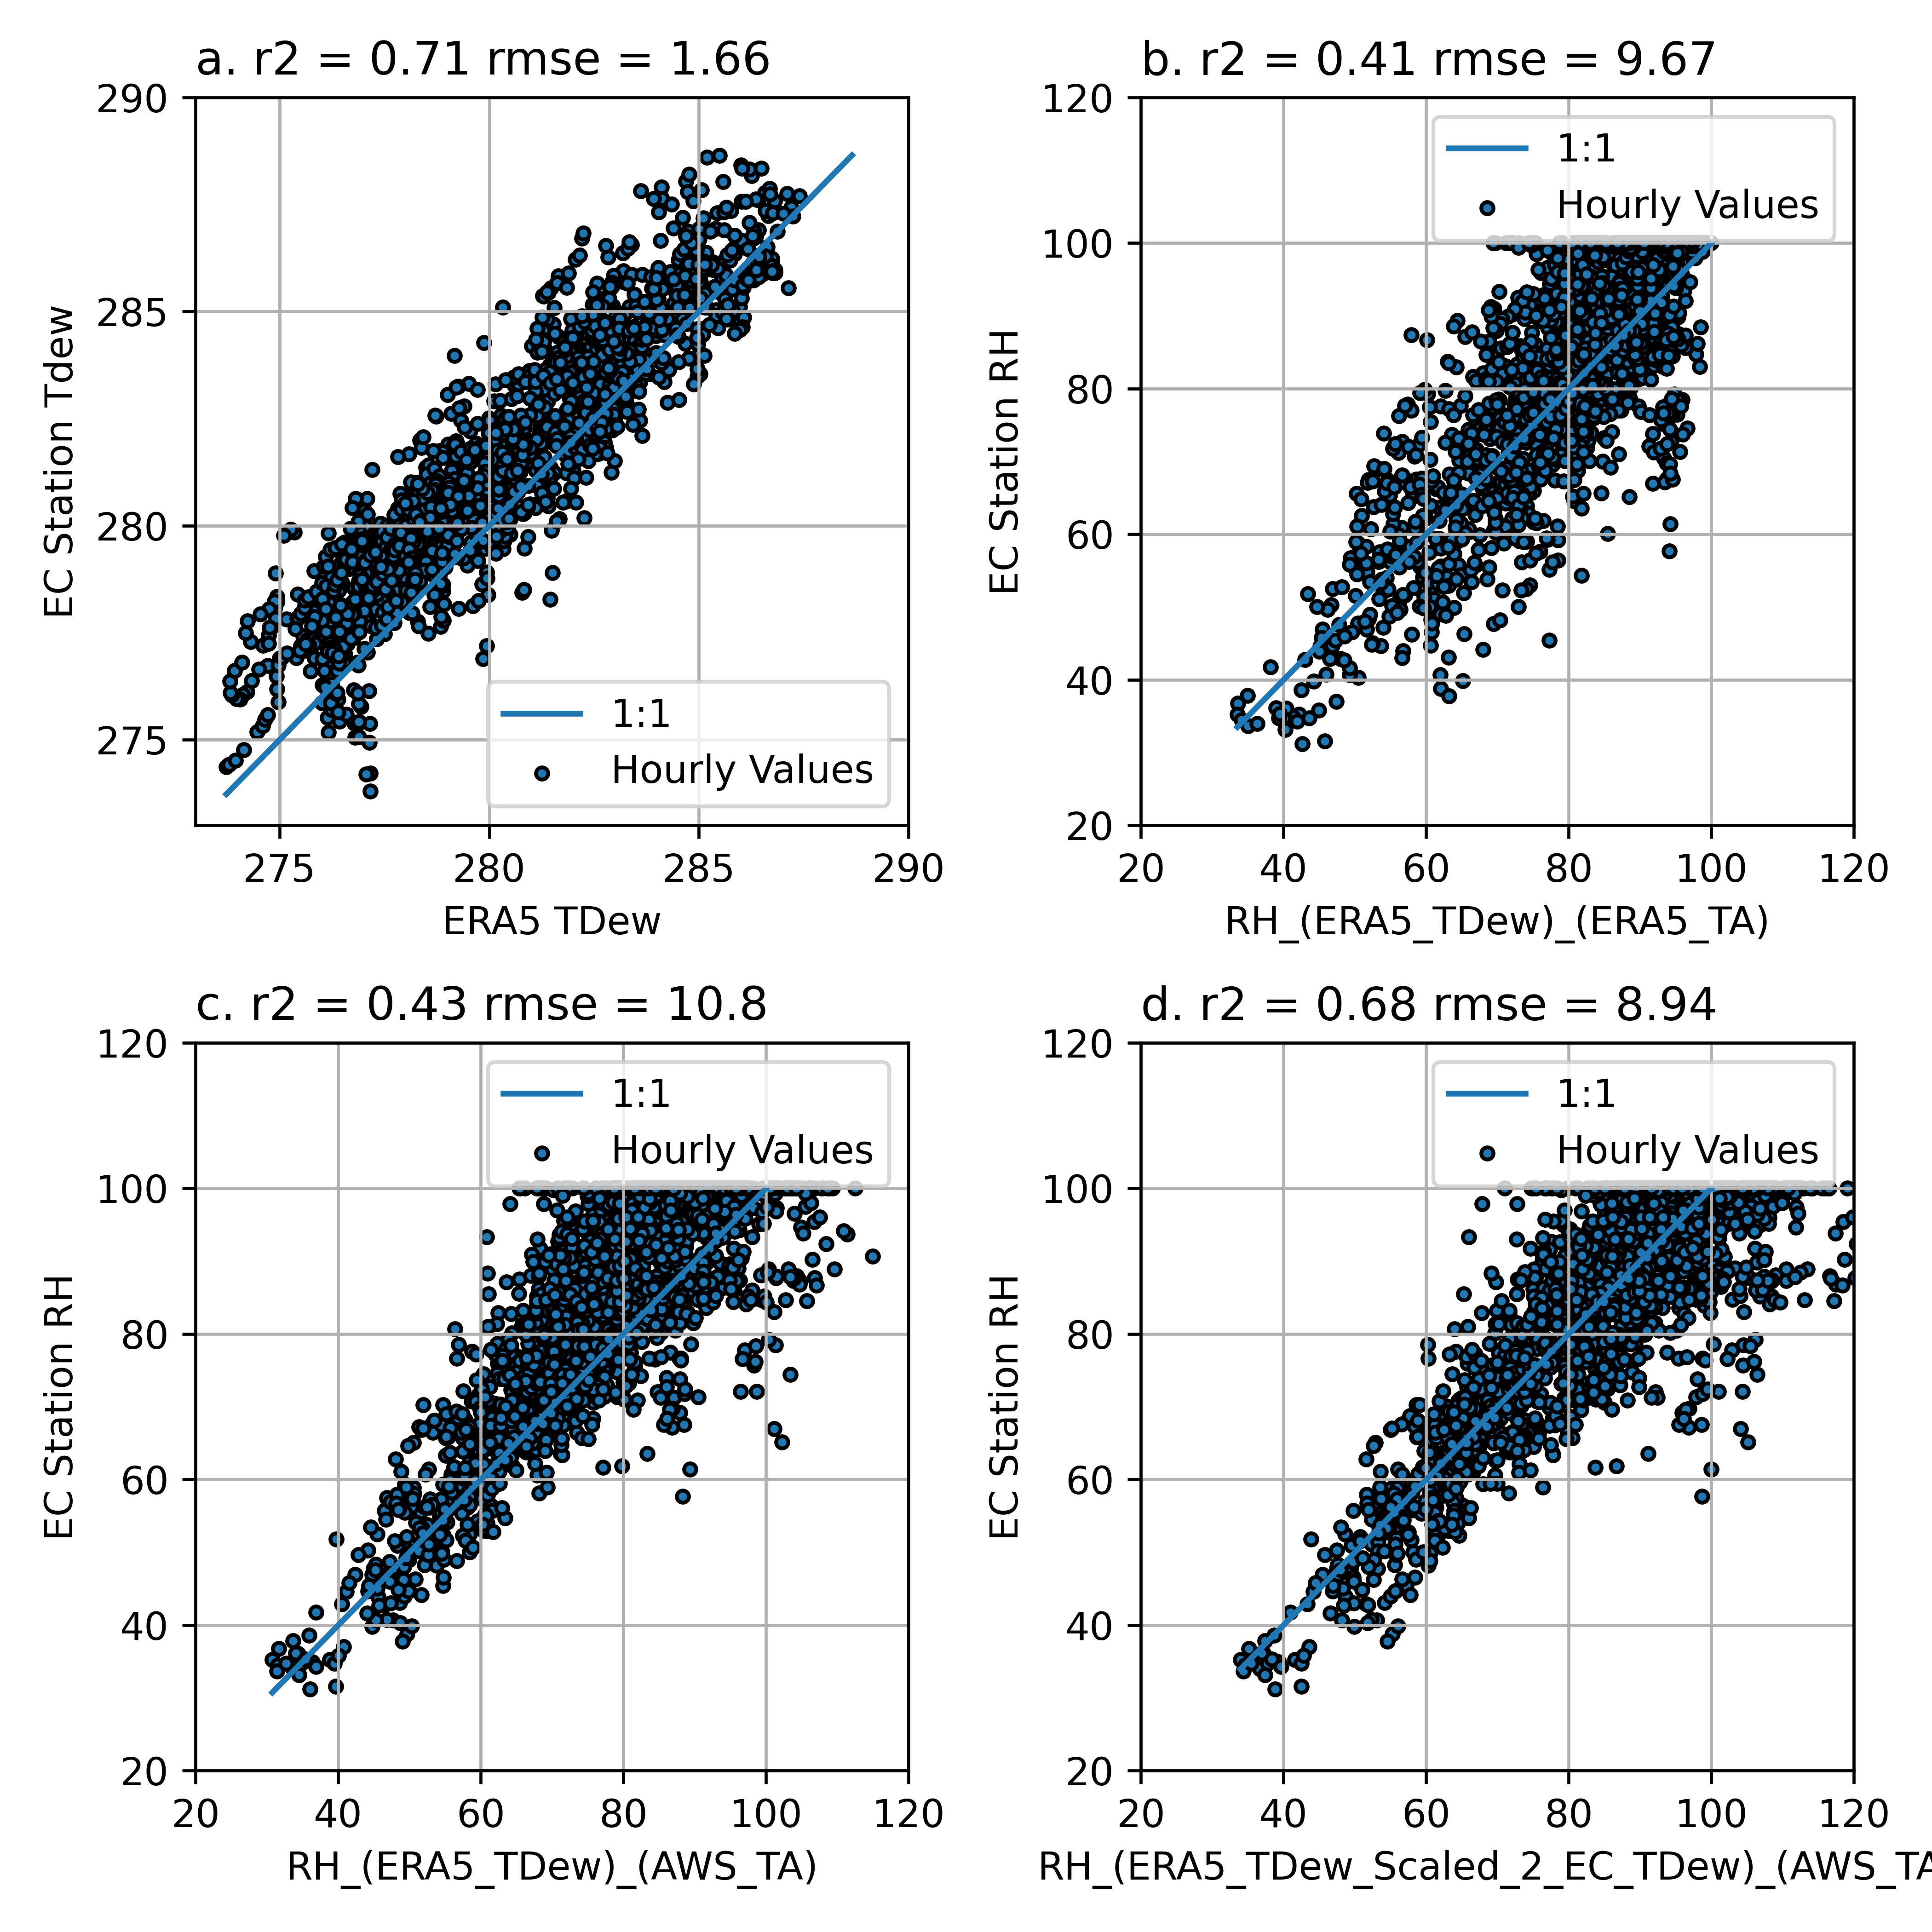 a. r2 = 0.71 rmse = 1.66
290
285
280
275
EC Station Tdew
1:1
Hourly Values
275 280 285 290
ERA5 TDew
b. r2 = 0.41 rmse = 9.67
120
100
80
60
40
20
EC Station RH
1:1
Hourly Values
20 40 60 80 100 120
RH_(ERA5_TDew)_(ERA5_TA)
c. r2 = 0.43 rmse = 10.8
120
100
80
60
40
20
EC Station RH
1:1
Hourly Values
20 40 60 80 100 120
RH_(ERA5_TDew)_(AWS_TA)
d. r2 = 0.68 rmse = 8.94
120
100
80
60
40
20
EC Station RH
1:1
Hourly Values
20 40 60 80 100 120
RH_(ERA5_TDew_Scaled_2_EC_TDew)_(AWS_TA